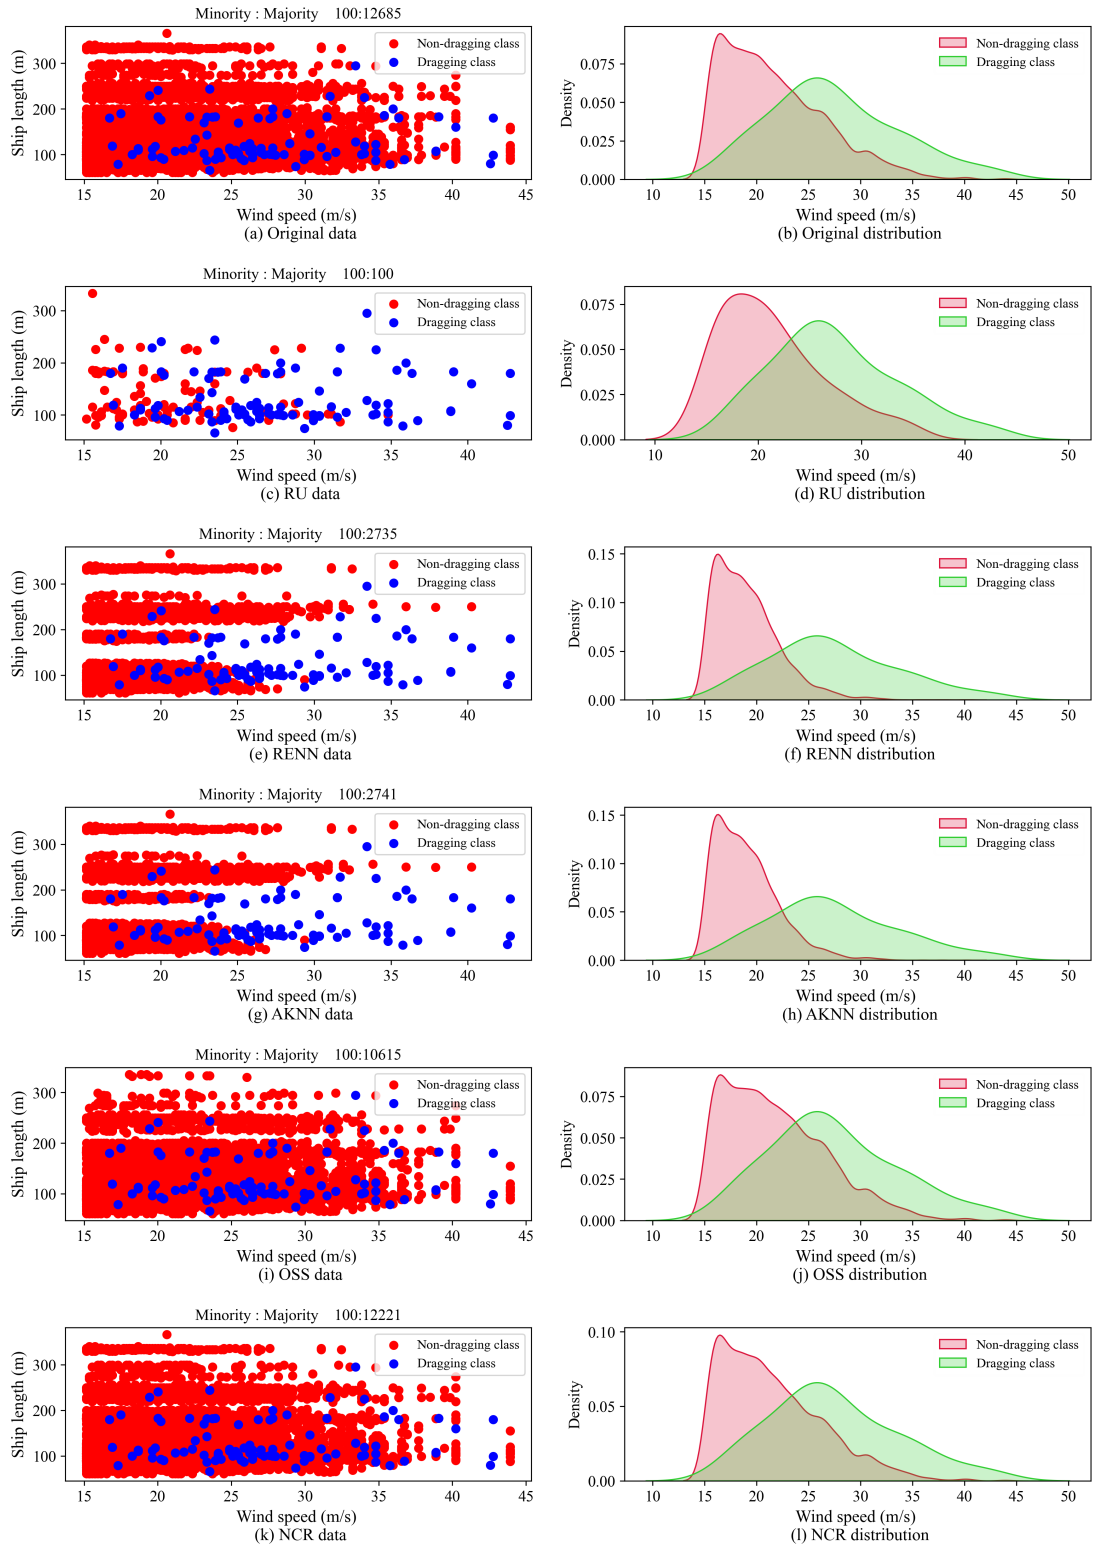 Minority : Majority 100:12685
Ship length (m)
300
200
100
Non-dragging class
Dragging class
15 20 25 30 35 40 45
Wind speed (m/s)
(a) Original data
Density
0.075
0.050
0.025
0.000
Non-dragging class
Dragging class
10 15 20 25 30 35 40 45 50
Wind speed (m/s)
(b) Original distribution
Minority : Majority 100:100
Ship length (m)
300
200
100
Non-dragging class
Dragging class
15 20 25 30 35 40
Wind speed (m/s)
(c) RU data
Density
0.075
0.050
0.025
0.000
Non-dragging class
Dragging class
10 20 30 40 50
Wind speed (m/s)
(d) RU distribution
Minority : Majority 100:2735
Ship length (m)
300
200
100
Non-dragging class
Dragging class
15 20 25 30 35 40
Wind speed (m/s)
(e) RENN data
Density
0.15
0.10
0.05
0.00
Non-dragging class
Dragging class
10 15 20 25 30 35 40 45 50
Wind speed (m/s)
(f) RENN distribution
Minority : Majority 100:2741
Ship length (m)
300
200
100
Non-dragging class
Dragging class
15 20 25 30 35 40
Wind speed (m/s)
(g) AKNN data
Density
0.15
0.10
0.05
0.00
Non-dragging class
Dragging class
10 15 20 25 30 35 40 45 50
Wind speed (m/s)
(h) AKNN distribution
Minority : Majority 100:10615
Ship length (m)
300
200
100
Non-dragging class
Dragging class
15 20 25 30 35 40 45
Wind speed (m/s)
(i) OSS data
Density
0.075
0.050
0.025
0.000
Non-dragging class
Dragging class
10 15 20 25 30 35 40 45 50
Wind speed (m/s)
(j) OSS distribution
Minority : Majority 100:12221
Ship length (m)
300
200
100
Non-dragging class
Dragging class
15 20 25 30 35 40 45
Wind speed (m/s)
(k) NCR data
Density
0.10
0.05
0.00
Non-dragging class
Dragging class
10 15 20 25 30 35 40 45 50
Wind speed (m/s)
(l) NCR distribution